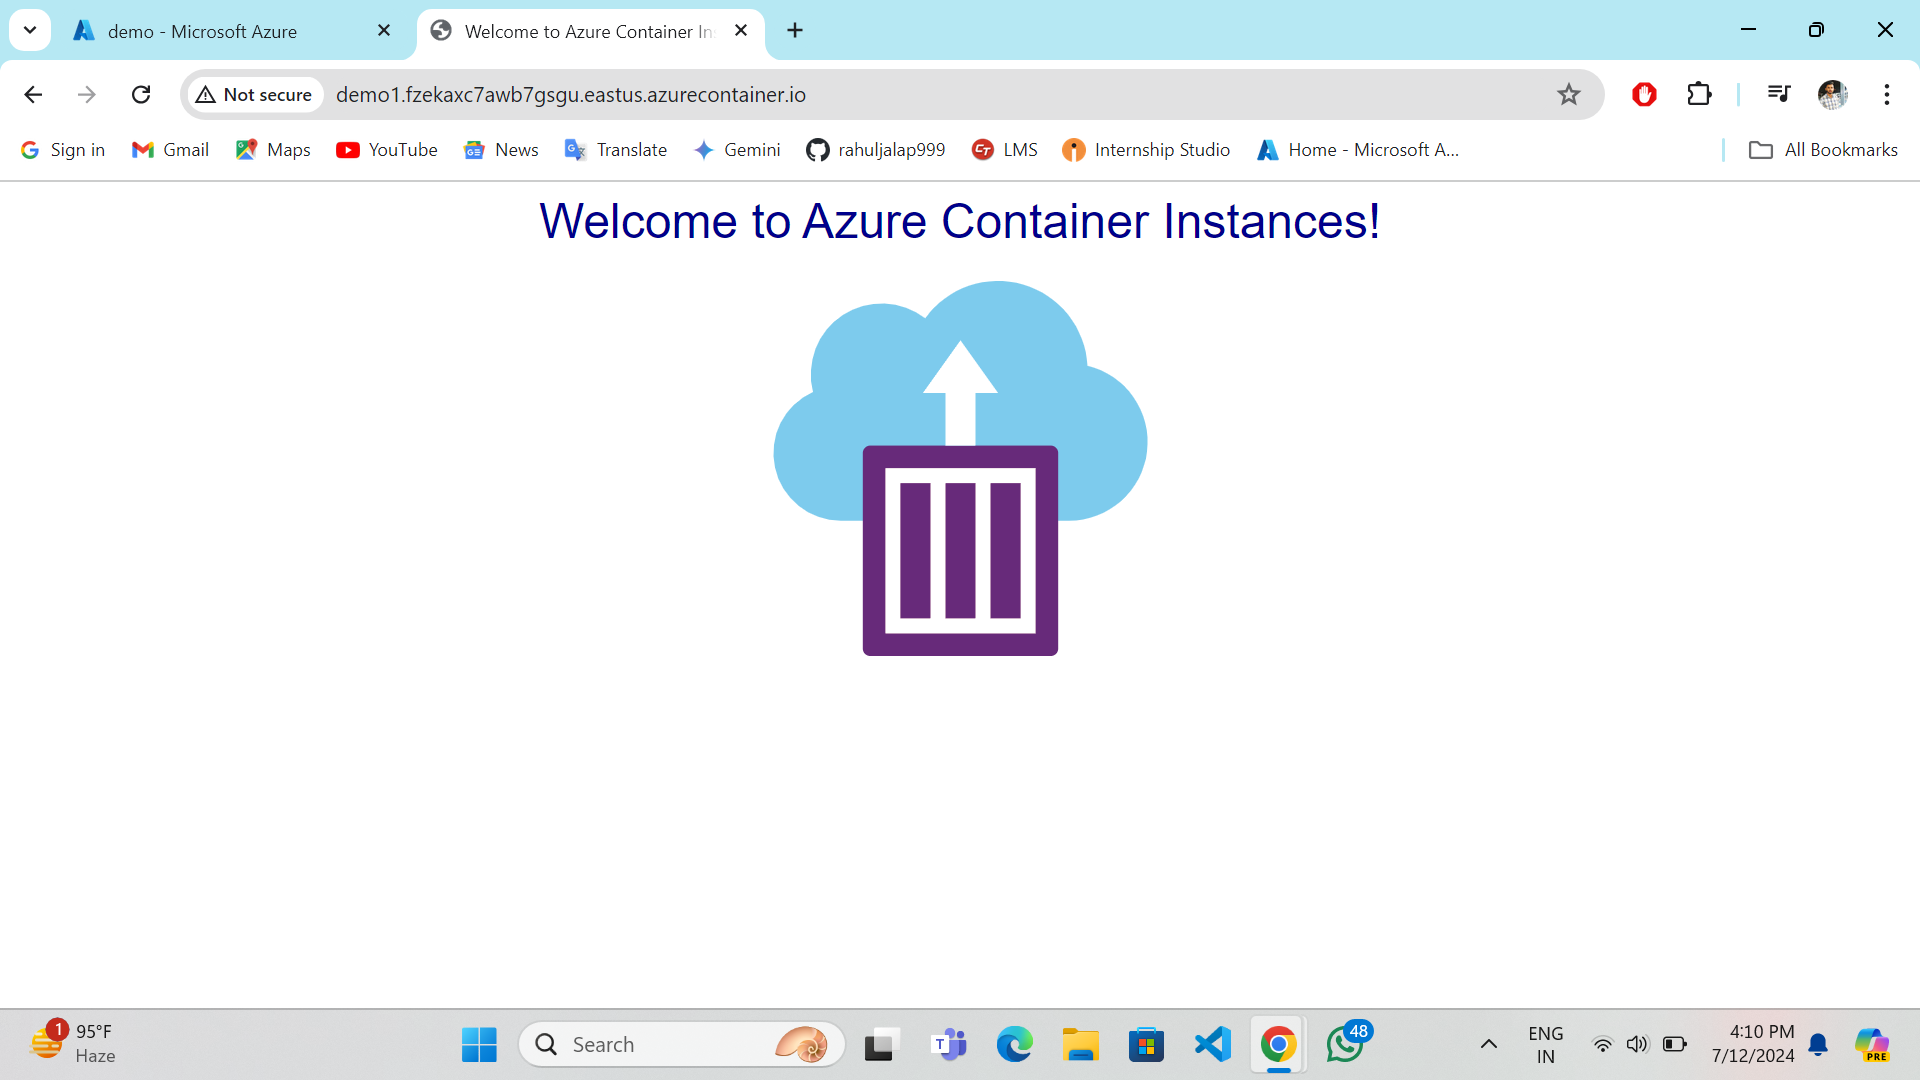 demo - Microsoft Azure
Welcome to Azure Container In
Not secure
demo1.fzekaxc7awb7gsgu.eastus.azurecontainer.io
Sign in Gmail Maps YouTube News Translate Gemini rahuljalap999 LMS Internship Studio Home - Microsoft A... All Bookmarks
Welcome to Azure Container Instances!
1
95°F
Haze
Search
T
48
ENG
IN
4:10 PM
7/12/2024
PRE